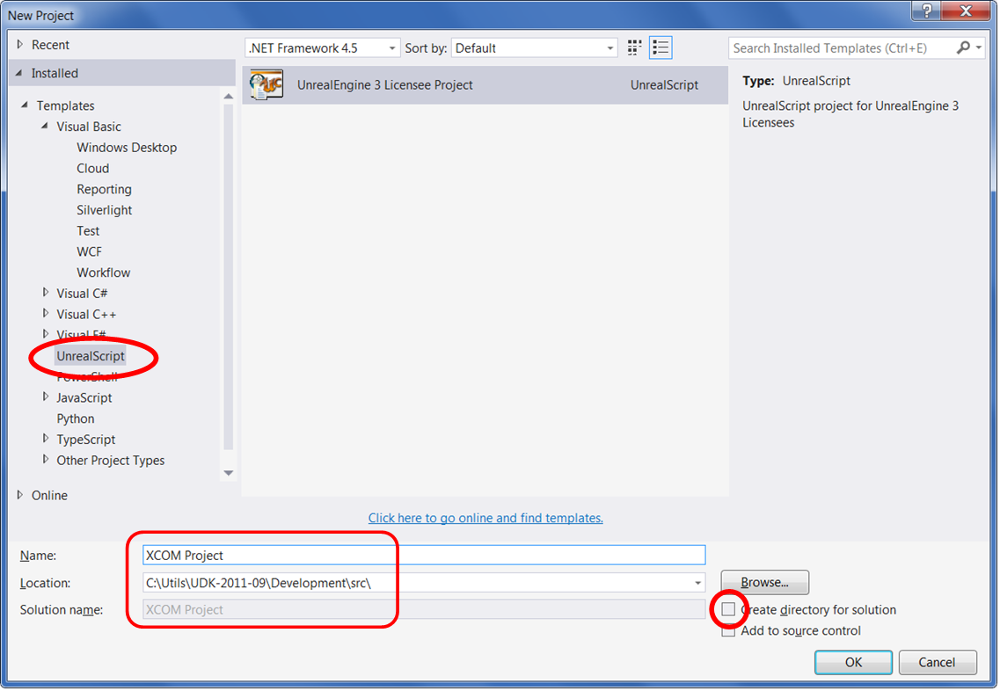 New Project
Recent
Installed
Templates
Visual Basic
Windows Desktop
Cloud
Reporting
Silverlight
Test
WCF
Workflow
Visual C#
Visual C++
Visual F#
UnrealScript
PowerShell
JavaScript
Python
TypeScript
Other Project Types
Online
.NET Framework 4.5 Sort by: Default
UnrealEngine 3 Licensee Project UnrealScript
Search Installed Templates (Ctrl+E)
Type: UnrealScript
UnrealScript project for UnrealEngine 3
Licensees
Click here to go online and find templates.
Name: XCOM Project
Location: C:\Utils\UDK-2011-09\Development\src\ Browse...
Solution name: XCOM Project
Create directory for solution
Add to source control
OK Cancel